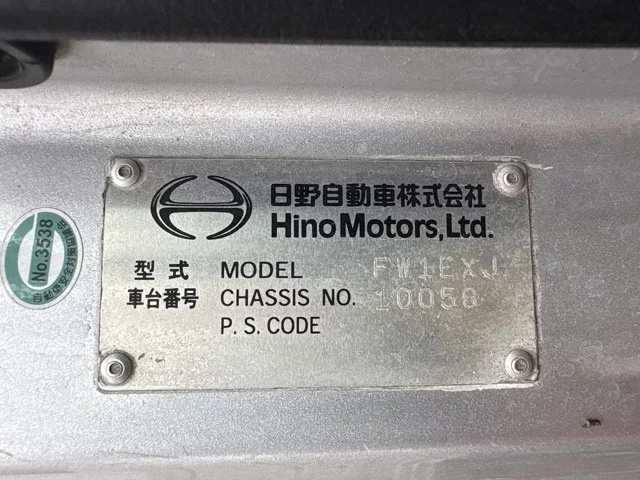 日野自動車株式会社
Hino Motors, Ltd.
型式 MODEL FW1EXJ
車台番号 CHASSIS NO. 10058
P. S. CODE
No.3538